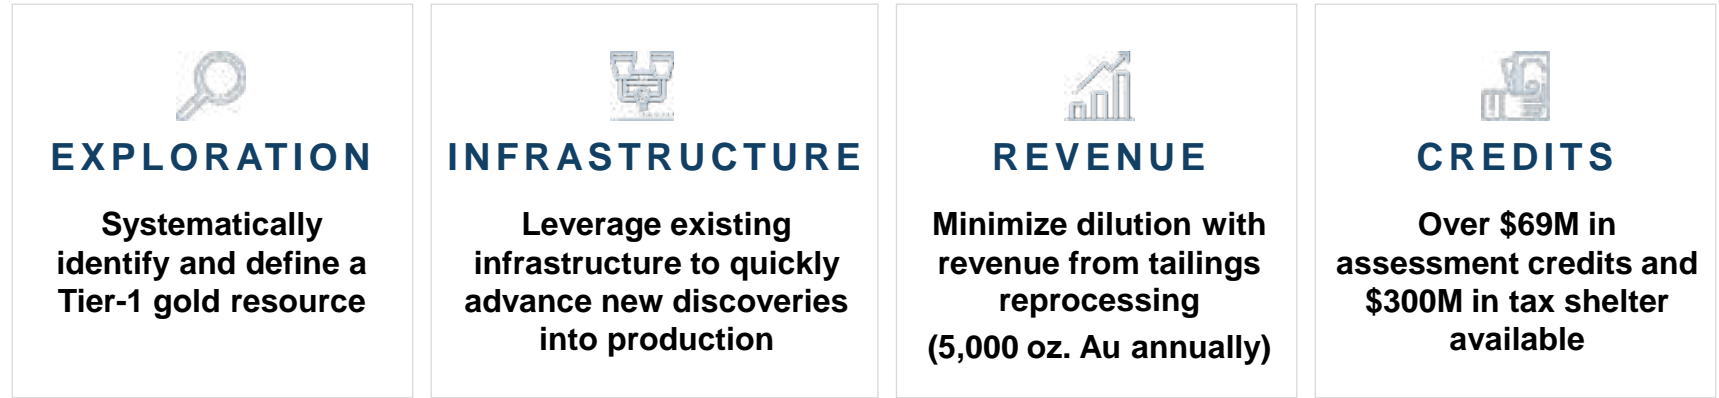 EXPLORATION
Systematically
identify and define a
Tier-1 gold resource
INFRASTRUCTURE
Leverage existing
infrastructure to quickly
advance new discoveries
into production
REVENUE
Minimize dilution with
revenue from tailings
reprocessing
(5,000 oz. Au annually)
CREDITS
Over $69M in
assessment credits and
$300M in tax shelter
available